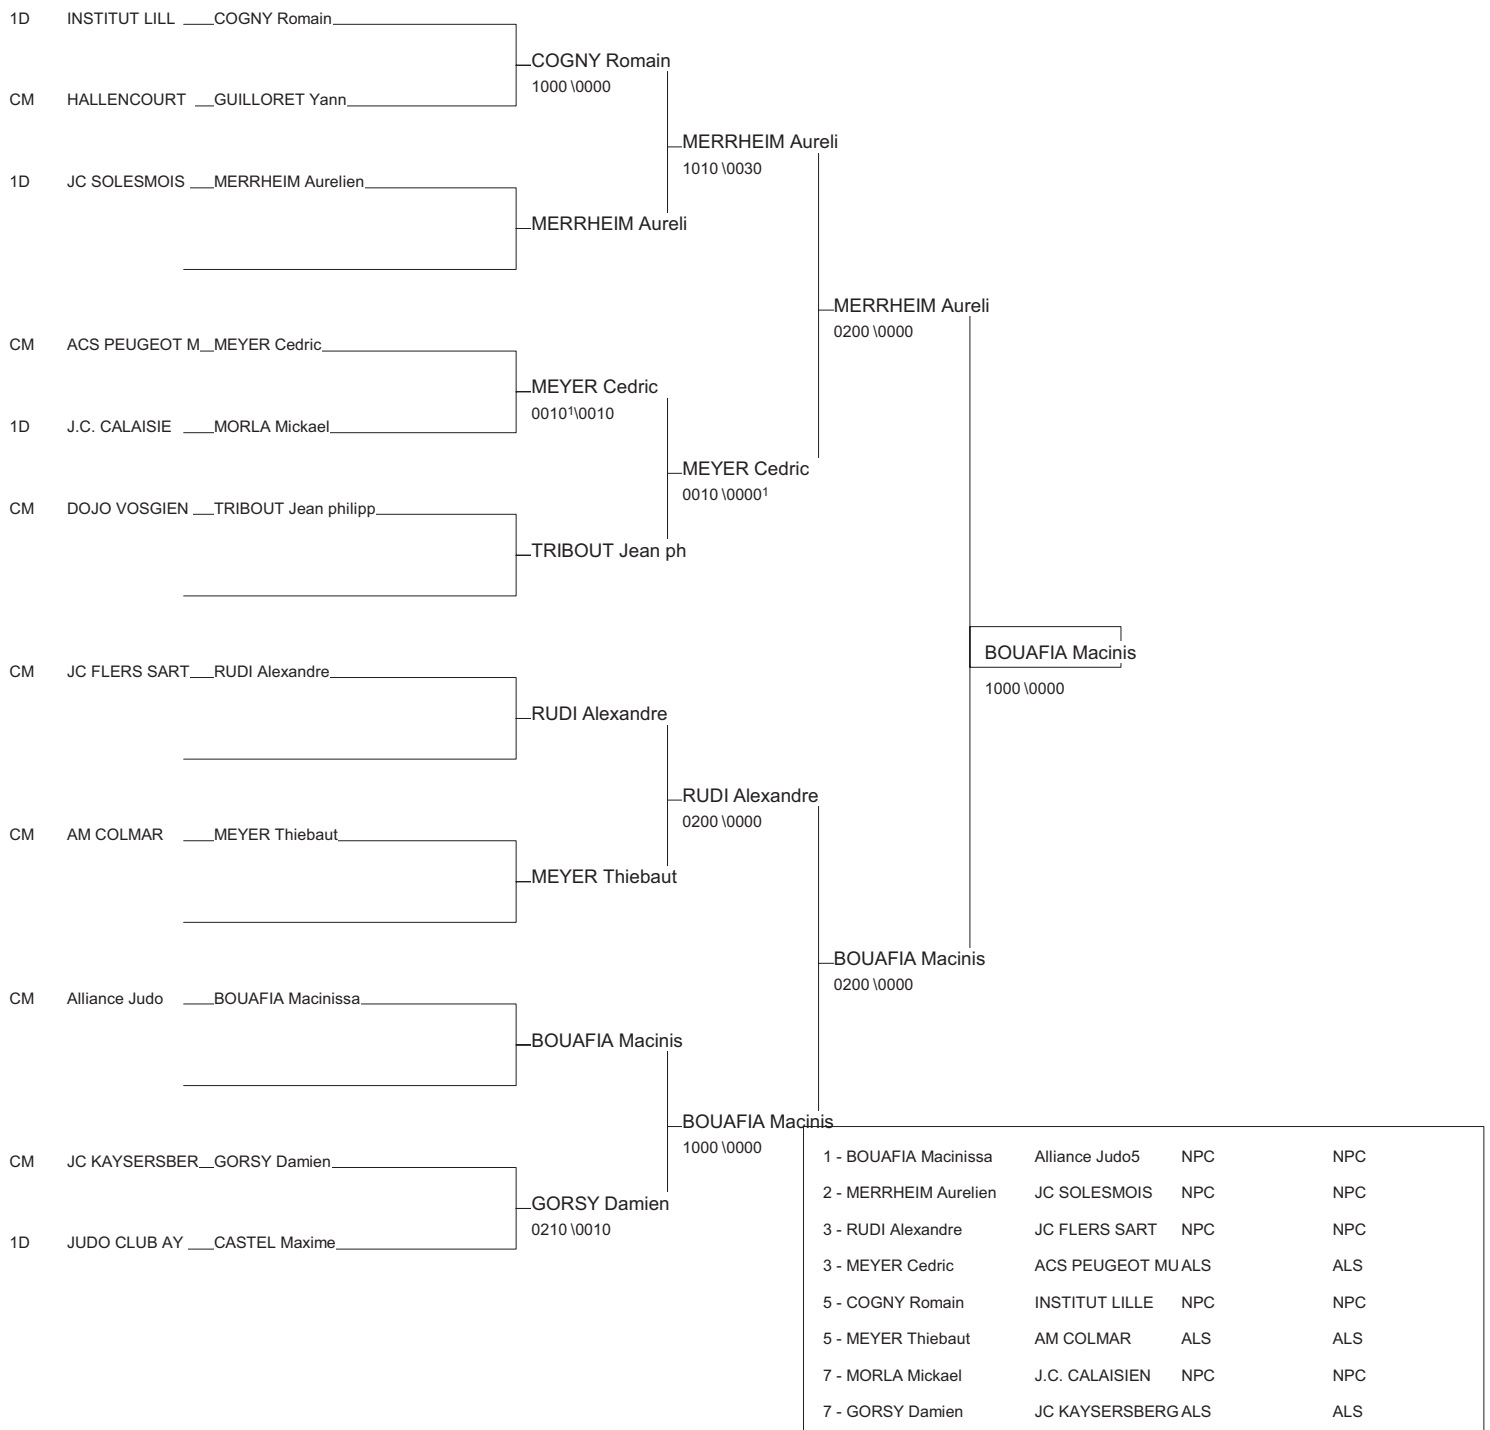 1D INSTITUT LILL COGNY Romain
COGNY Romain
1000 \0000
CM HALLENCOURT GUILLORET Yann
MERRHEIM Aureli
1010 \0030
1D JC SOLESMOIS MERRHEIM Aurelien
MERRHEIM Aureli
MERRHEIM Aureli
0200 \0000
CM ACS PEUGEOT M MEYER Cedric
MEYER Cedric
0010¹\0010
1D J.C. CALAISIE MORLA Mickael
MEYER Cedric
0010 \0000¹
CM DOJO VOSGIEN TRIBOUT Jean philipp
TRIBOUT Jean ph
BOUAFIA Macinis
1000 \0000
CM JC FLERS SART RUDI Alexandre
RUDI Alexandre
RUDI Alexandre
0200 \0000
CM AM COLMAR MEYER Thiebaut
MEYER Thiebaut
BOUAFIA Macinis
0200 \0000
CM Alliance Judo BOUAFIA Macinissa
BOUAFIA Macinis
BOUAFIA Macinis
1000 \0000
CM JC KAYSERSBER GORSY Damien
GORSY Damien
0210 \0010
1D JUDO CLUB AY CASTEL Maxime
1 - BOUAFIA Macinissa Alliance Judo5 NPC NPC
2 - MERRHEIM Aurelien JC SOLESMOIS NPC NPC
3 - RUDI Alexandre JC FLERS SART NPC NPC
3 - MEYER Cedric ACS PEUGEOT MU ALS ALS
5 - COGNY Romain INSTITUT LILLE NPC NPC
5 - MEYER Thiebaut AM COLMAR ALS ALS
7 - MORLA Mickael J.C. CALAISIEN NPC NPC
7 - GORSY Damien JC KAYSERSBERG ALS ALS